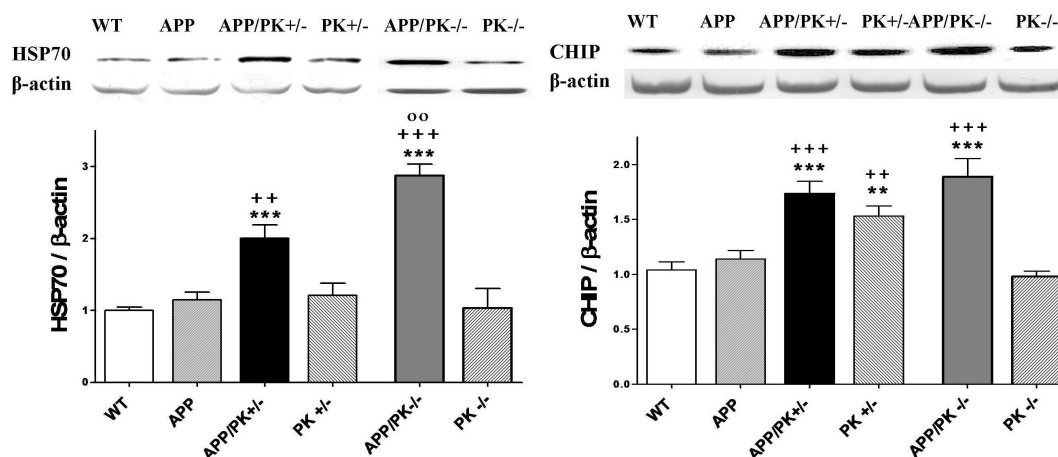 WT APP APP/PK+/- PK+/- APP/PK-/- PK-/-
HSP70
β-actin
HSP70 / β-actin
3
2
1
0
++
***
oo
+++
***
WT
APP
APP/PK+/-
PK +/-
APP/PK-/-
PK -/-
WT APP APP/PK+/- PK+/- APP/PK-/- PK-/-
CHIP
β-actin
CHIP / β-actin
2.0
1.5
1.0
0.5
0.0
+++
***
++
**
+++
***
WT
APP
APP/PK+/-
PK +/-
APP/PK -/-
PK -/-